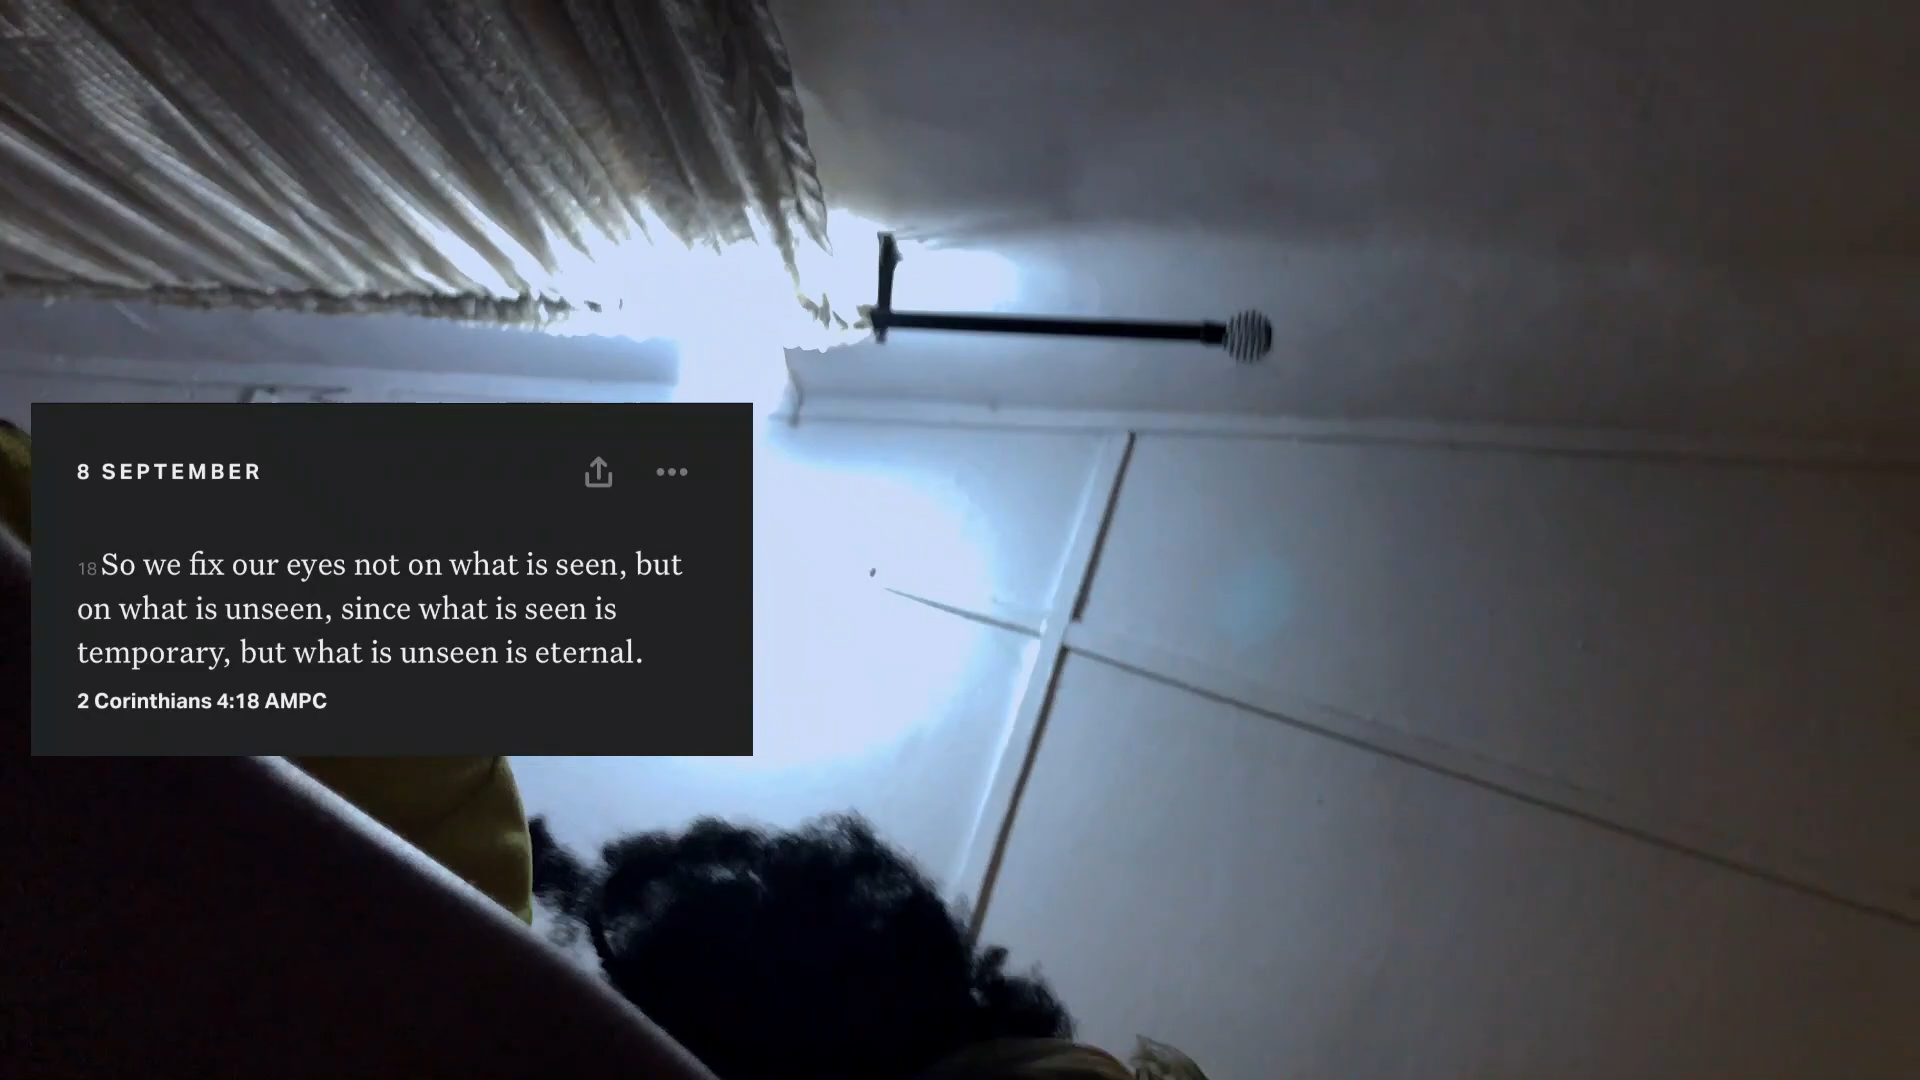 8 SEPTEMBER
18 So we fix our eyes not on what is seen, but
on what is unseen, since what is seen is
temporary, but what is unseen is eternal.
2 Corinthians 4:18 AMPC